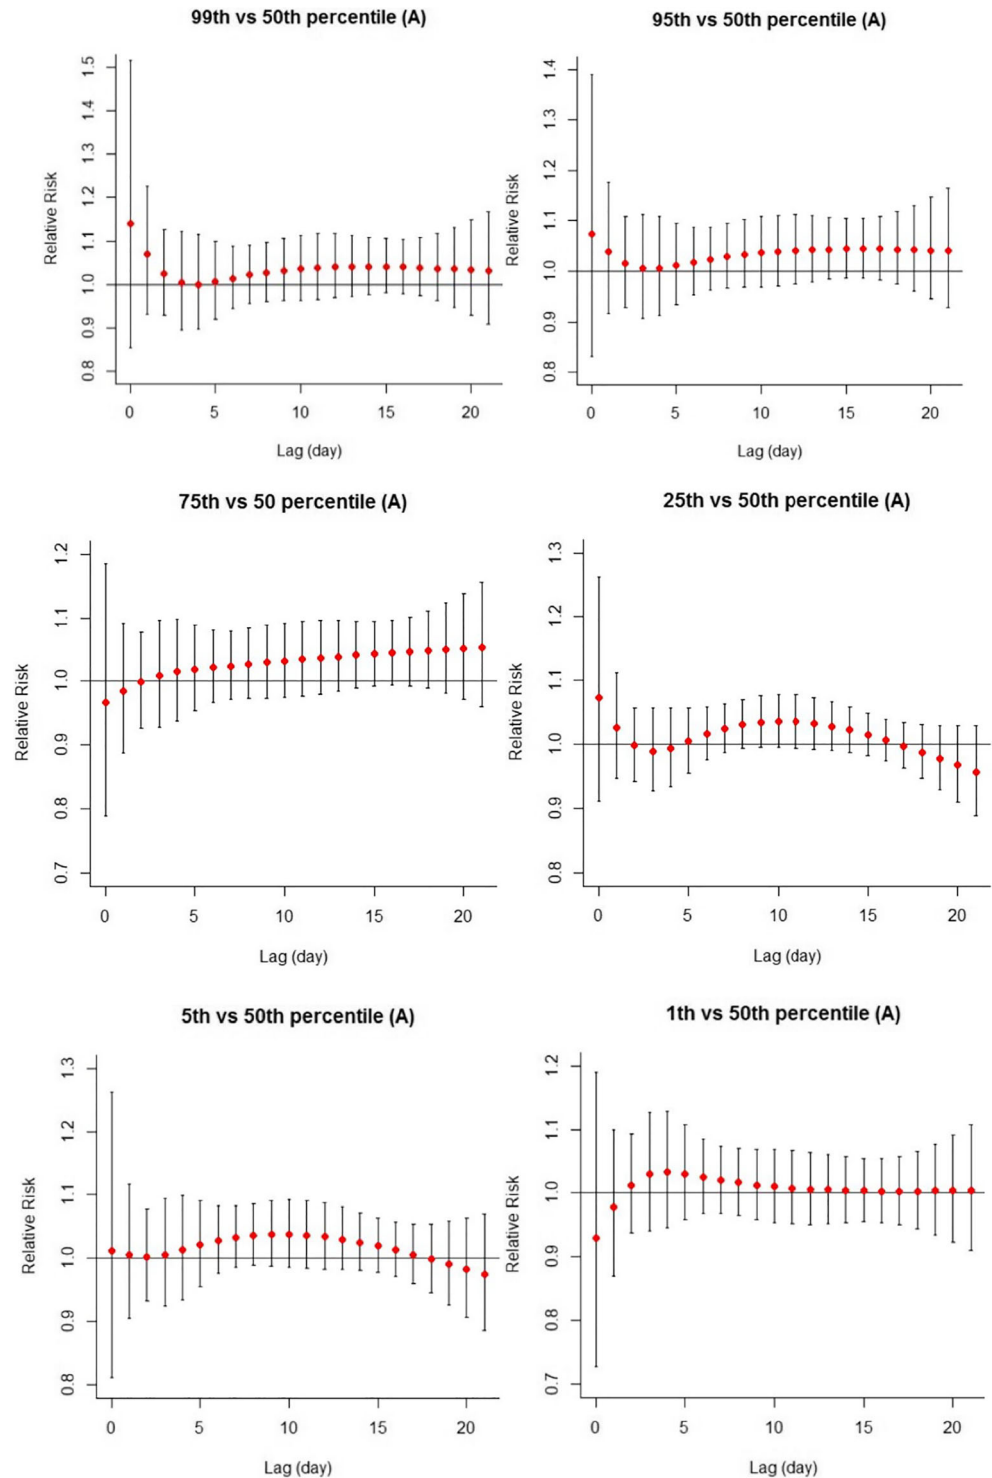 99th vs 50th percentile (A)
95th vs 50th percentile (A)
Relative Risk
1.5
1.4
1.3
1.2
1.1
1.0
0.9
0.8
0 5 10 15 20
Lag (day)
Relative Risk
1.4
1.3
1.2
1.1
1.0
0.9
0.8
0 5 10 15 20
Lag (day)
75th vs 50 percentile (A)
25th vs 50th percentile (A)
Relative Risk
1.2
1.1
1.0
0.9
0.8
0.7
0 5 10 15 20
Lag (day)
Relative Risk
1.3
1.2
1.1
1.0
0.9
0.8
0 5 10 15 20
Lag (day)
5th vs 50th percentile (A)
1th vs 50th percentile (A)
Relative Risk
1.3
1.2
1.1
1.0
0.9
0.8
0 5 10 15 20
Lag (day)
Relative Risk
1.2
1.1
1.0
0.9
0.8
0.7
0 5 10 15 20
Lag (day)